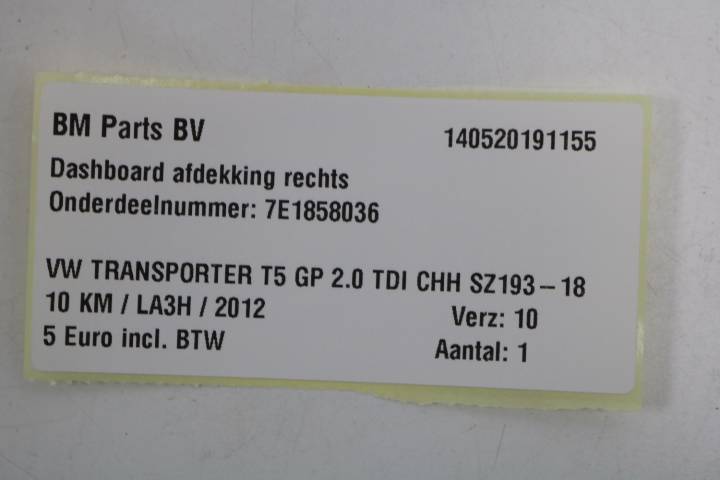 BM Parts BV 140520191155
Dashboard afdekking rechts
Onderdeelnummer: 7E1858036
VW TRANSPORTER T5 GP 2.0 TDI CHH SZ193-18
10 KM / LA3H / 2012 Verz: 10
5 Euro incl. BTW Aantal: 1